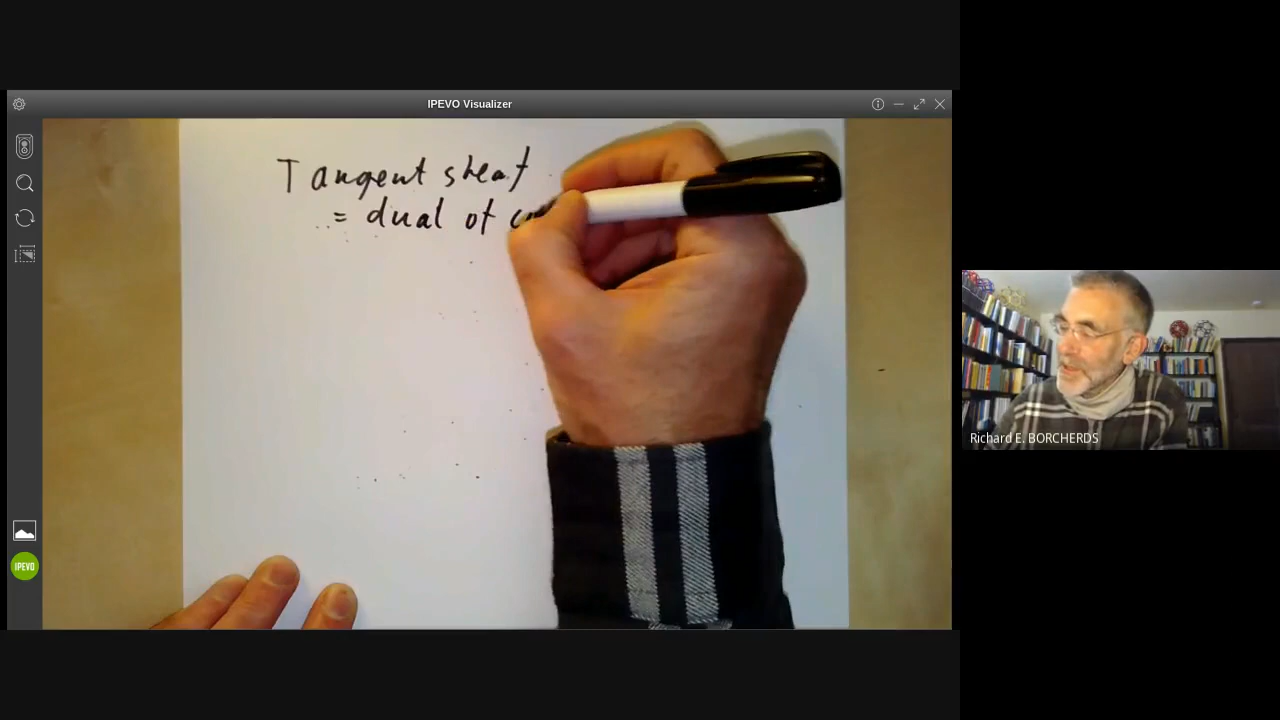 IPEVO Visualizer
Tangent sheaf
= dual of
IPEVO
Richard E. BORCHERDS